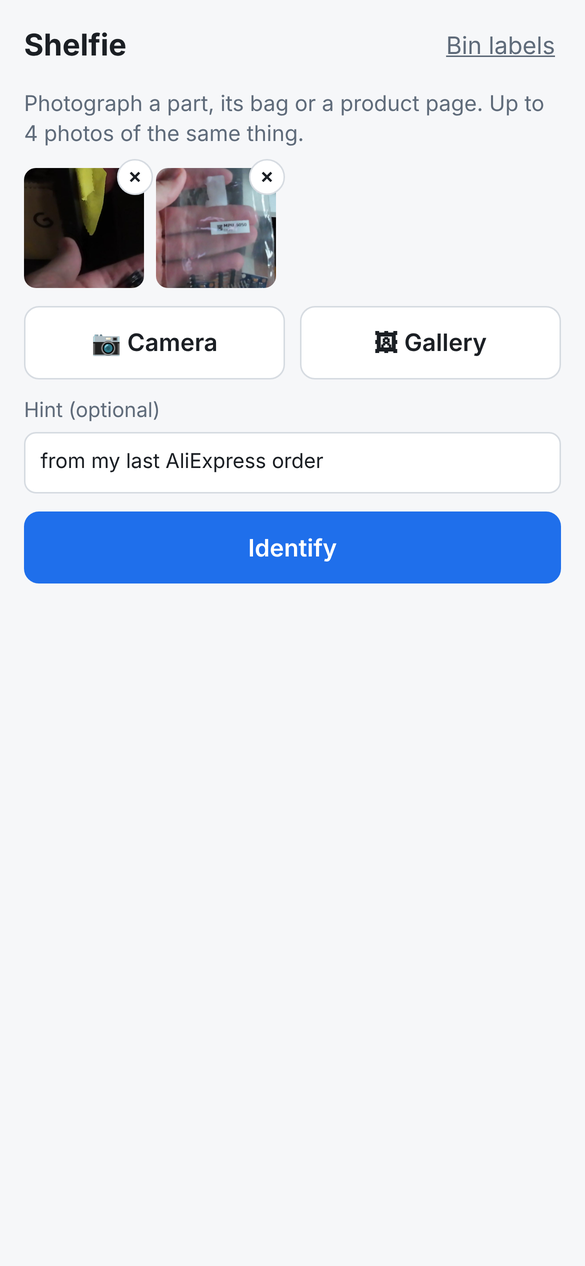 Shelfie
Bin labels
Photograph a part, its bag or a product page. Up to
4 photos of the same thing.
G
Camera
Gallery
Hint (optional)
from my last AliExpress order
Identify